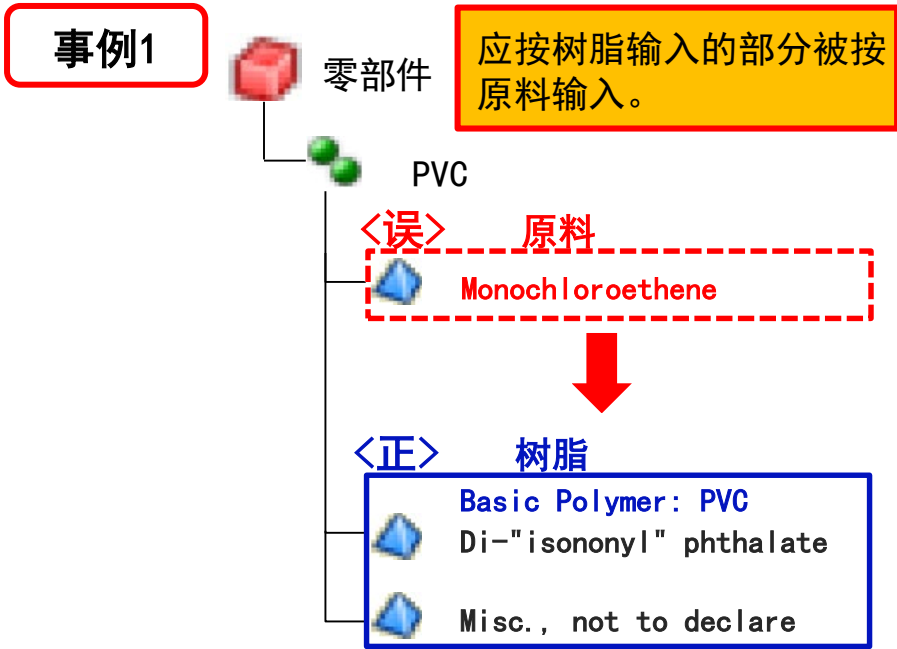 事例1
零部件
应按树脂输入的部分被按
原料输入。
PVC
<误> 原料
Monochloroethene
<正> 树脂
Basic Polymer: PVC
Di-"isononyl" phthalate
Misc., not to declare